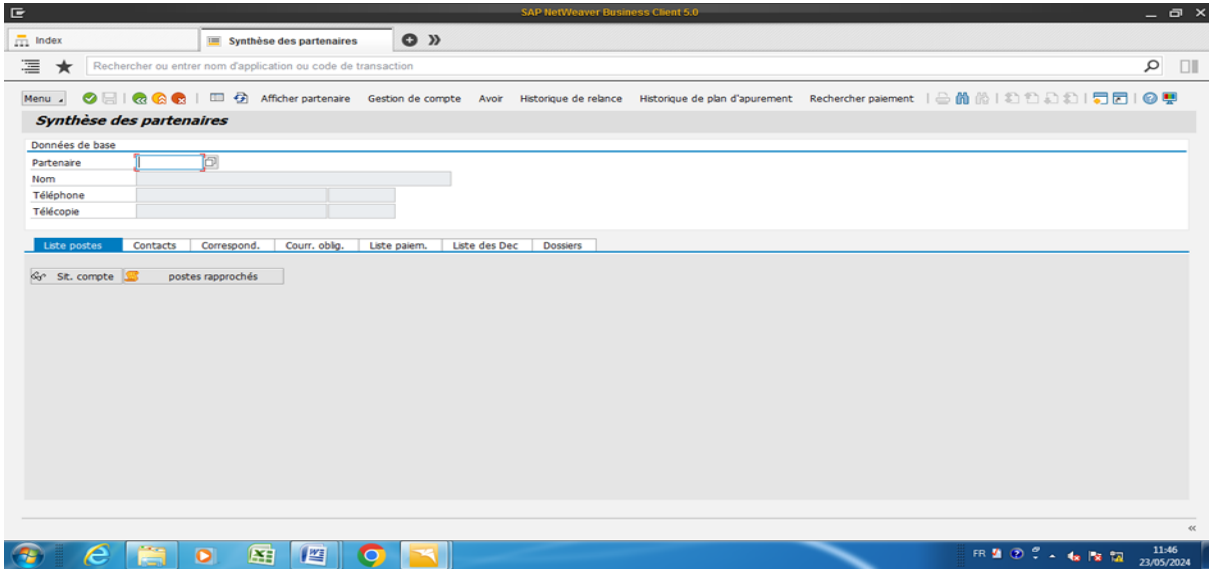 SAP NetWeaver Business Client 5.0
Index
Synthèse des partenaires
Rechercher ou entrer nom d'application ou code de transaction
Menu Afficher partenaire Gestion de compte Avoir Historique de relance Historique de plan d'apurement Rechercher paiement
Synthèse des partenaires
Données de base
Partenaire
Nom
Téléphone
Télécopie
Liste postes Contacts Correspond. Courr. oblig. Liste paiem. Liste des Dec Dossiers
Sit. compte postes rapprochés
FR 11:46
23/05/2024